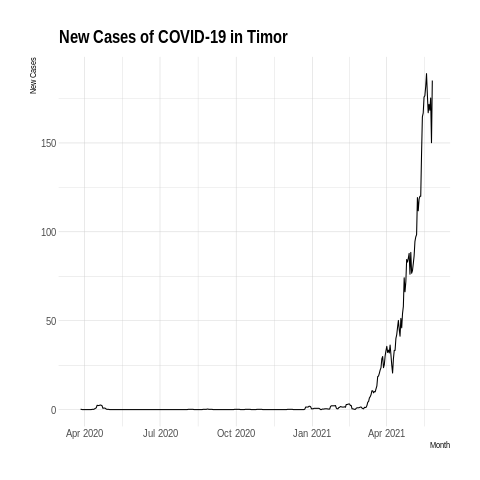 New Cases of COVID-19 in Timor
New Cases
150
100
50
0
Apr 2020 Jul 2020 Oct 2020 Jan 2021 Apr 2021
Month